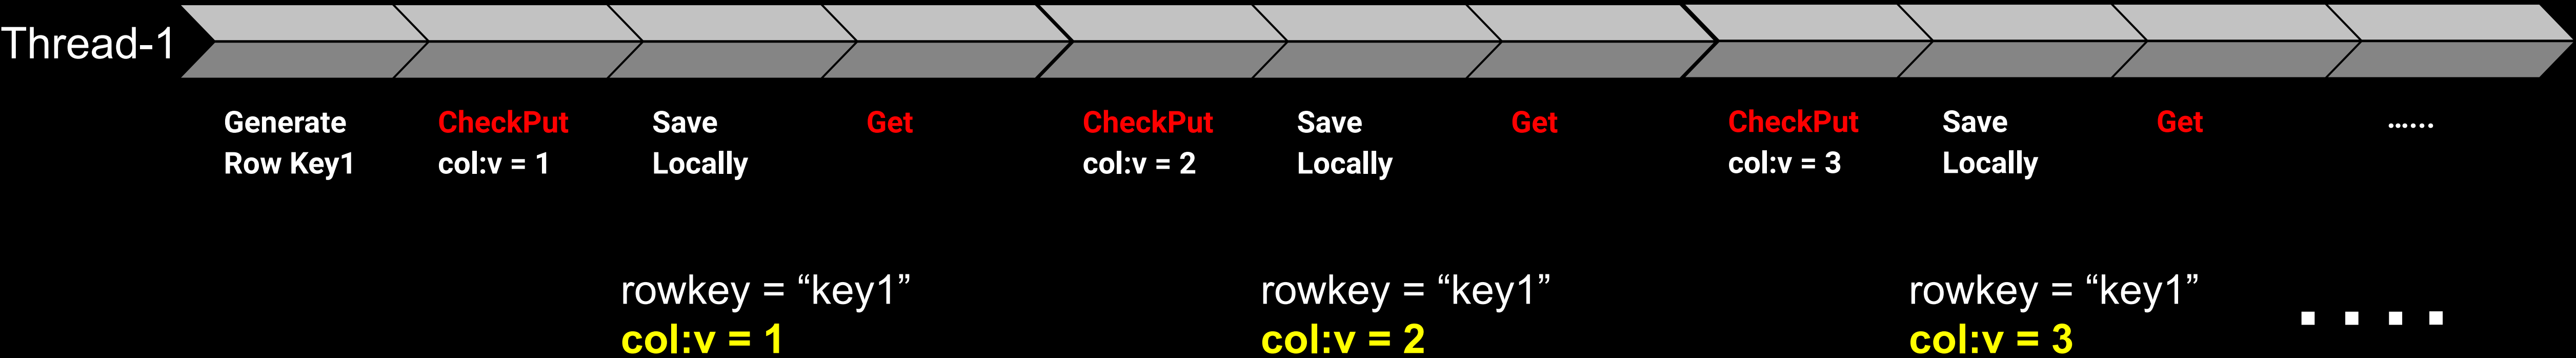 Thread-1
Generate
Row Key1
CheckPut
col:v = 1
Save
Locally
Get
CheckPut
col:v = 2
Save
Locally
Get
CheckPut
col:v = 3
Save
Locally
Get
......
rowkey = “key1”
col:v = 1
rowkey = “key1”
col:v = 2
rowkey = “key1”
col:v = 3
....